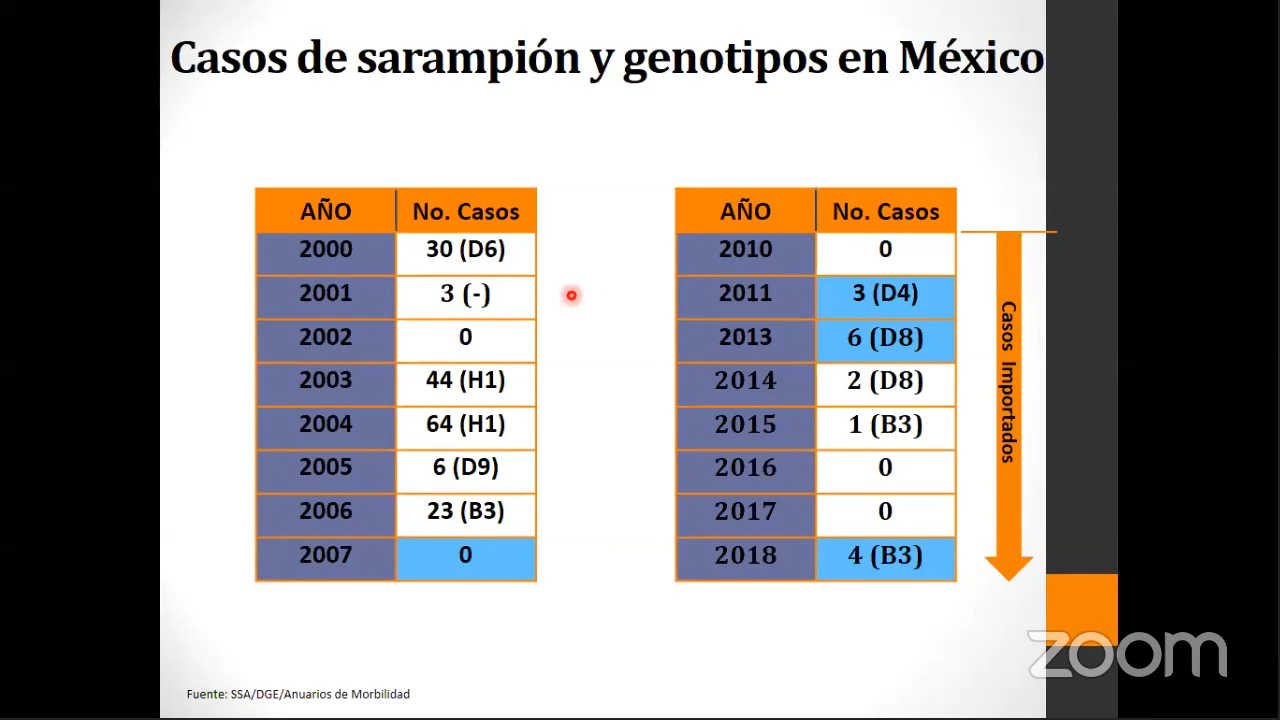 Casos de sarampión y genotipos en México
AÑO No. Casos
2000 30 (D6)
2001 3 (-)
2002 0
2003 44 (H1)
2004 64 (H1)
2005 6 (D9)
2006 23 (B3)
2007 0
AÑO No. Casos
2010 0
2011 3 (D4)
2013 6 (D8)
2014 2 (D8)
2015 1 (B3)
2016 0
2017 0
2018 4 (B3)
Casos Importados
Fuente: SSA/DGE/Anuarios de Morbilidad
zoom